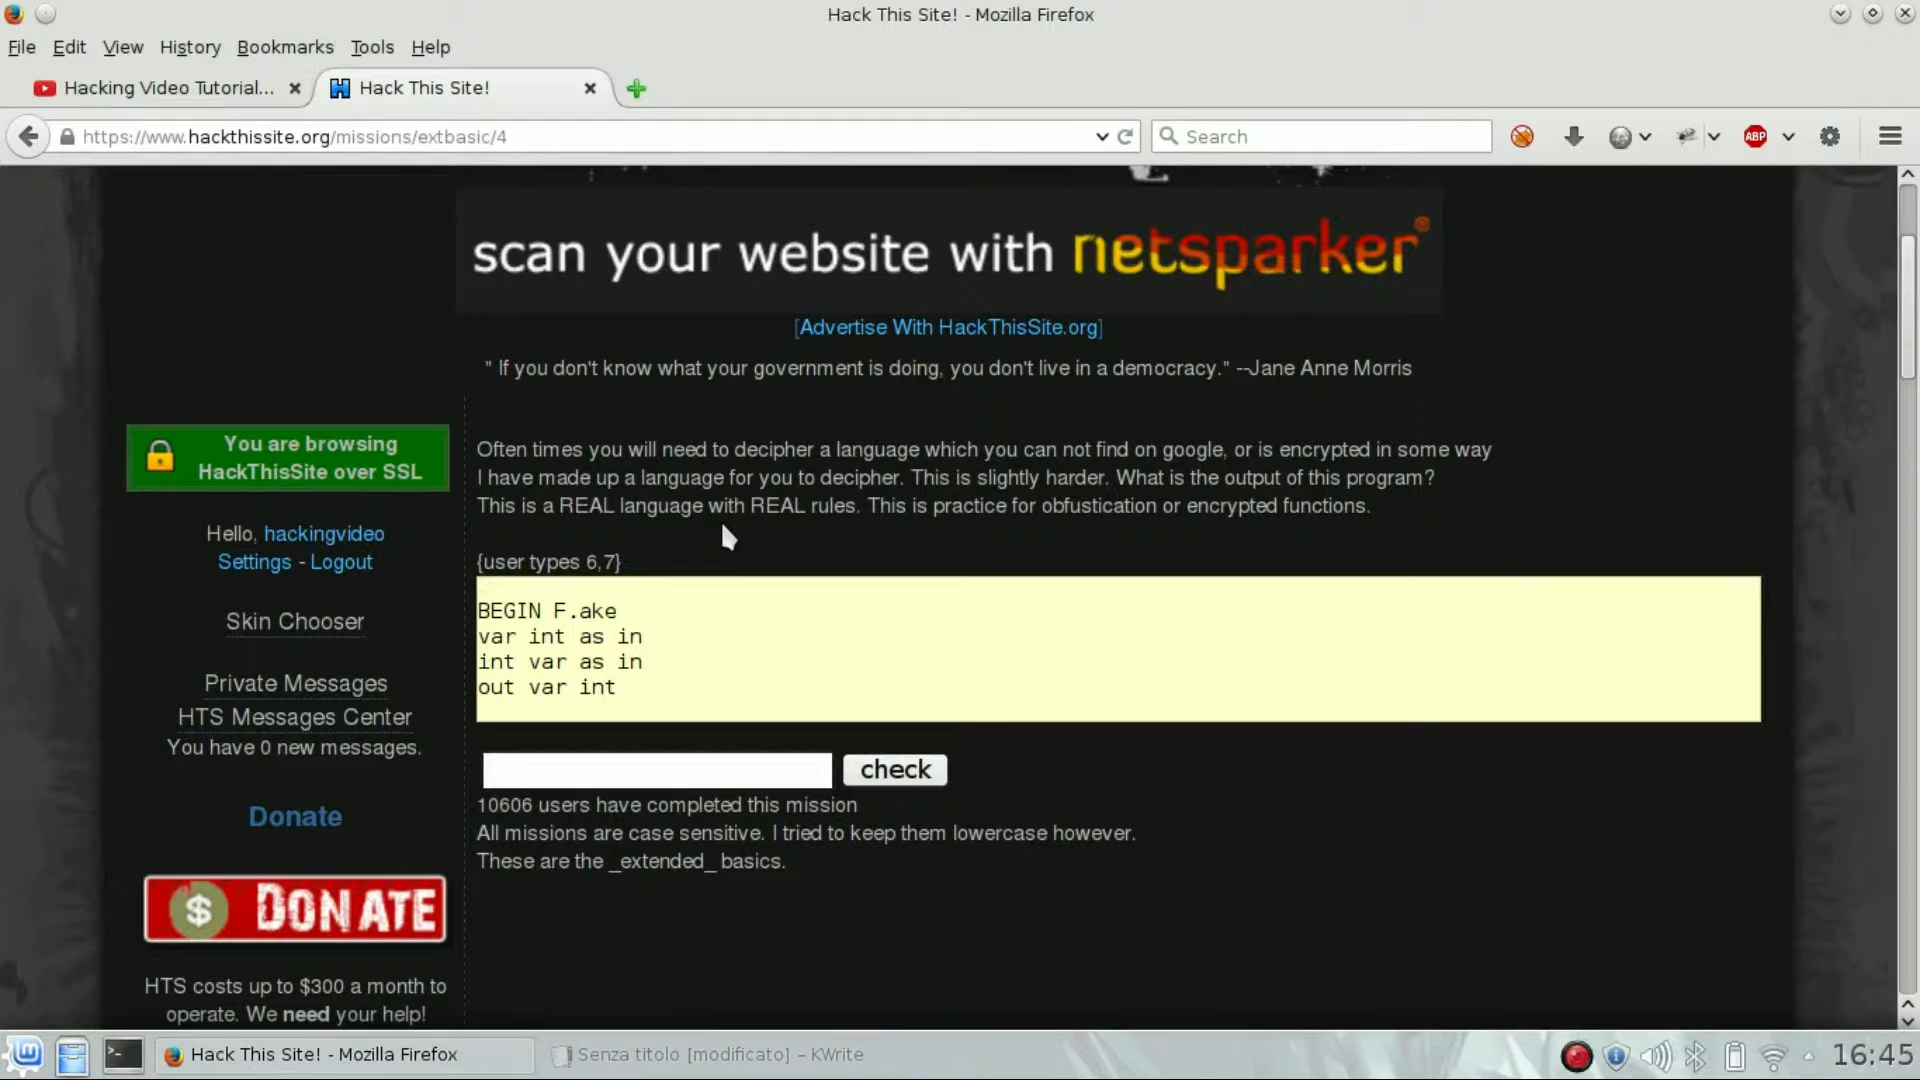 Hack This Site! - Mozilla Firefox
File Edit View History Bookmarks Tools Help
Hacking Video Tutorial... Hack This Site!
https://www.hackthissite.org/missions/extbasic/4 Search ABP
scan your website with netsparker
[Advertise With HackThisSite.org]
" If you don't know what your government is doing, you don't live in a democracy." --Jane Anne Morris
You are browsing
HackThisSite over SSL
Hello, hackingvideo
Settings - Logout
Skin Chooser
Private Messages
HTS Messages Center
You have 0 new messages.
Donate
$ DONATE
HTS costs up to $300 a month to
operate. We need your help!
Often times you will need to decipher a language which you can not find on google, or is encrypted in some way
I have made up a language for you to decipher. This is slightly harder. What is the output of this program?
This is a REAL language with REAL rules. This is practice for obfustication or encrypted functions.
{user types 6,7}
BEGIN F.ake
var int as in
int var as in
out var int
check
10606 users have completed this mission
All missions are case sensitive. I tried to keep them lowercase however.
These are the _extended_ basics.
Hack This Site! - Mozilla Firefox Senza titolo [modificato] – KWrite 16:45